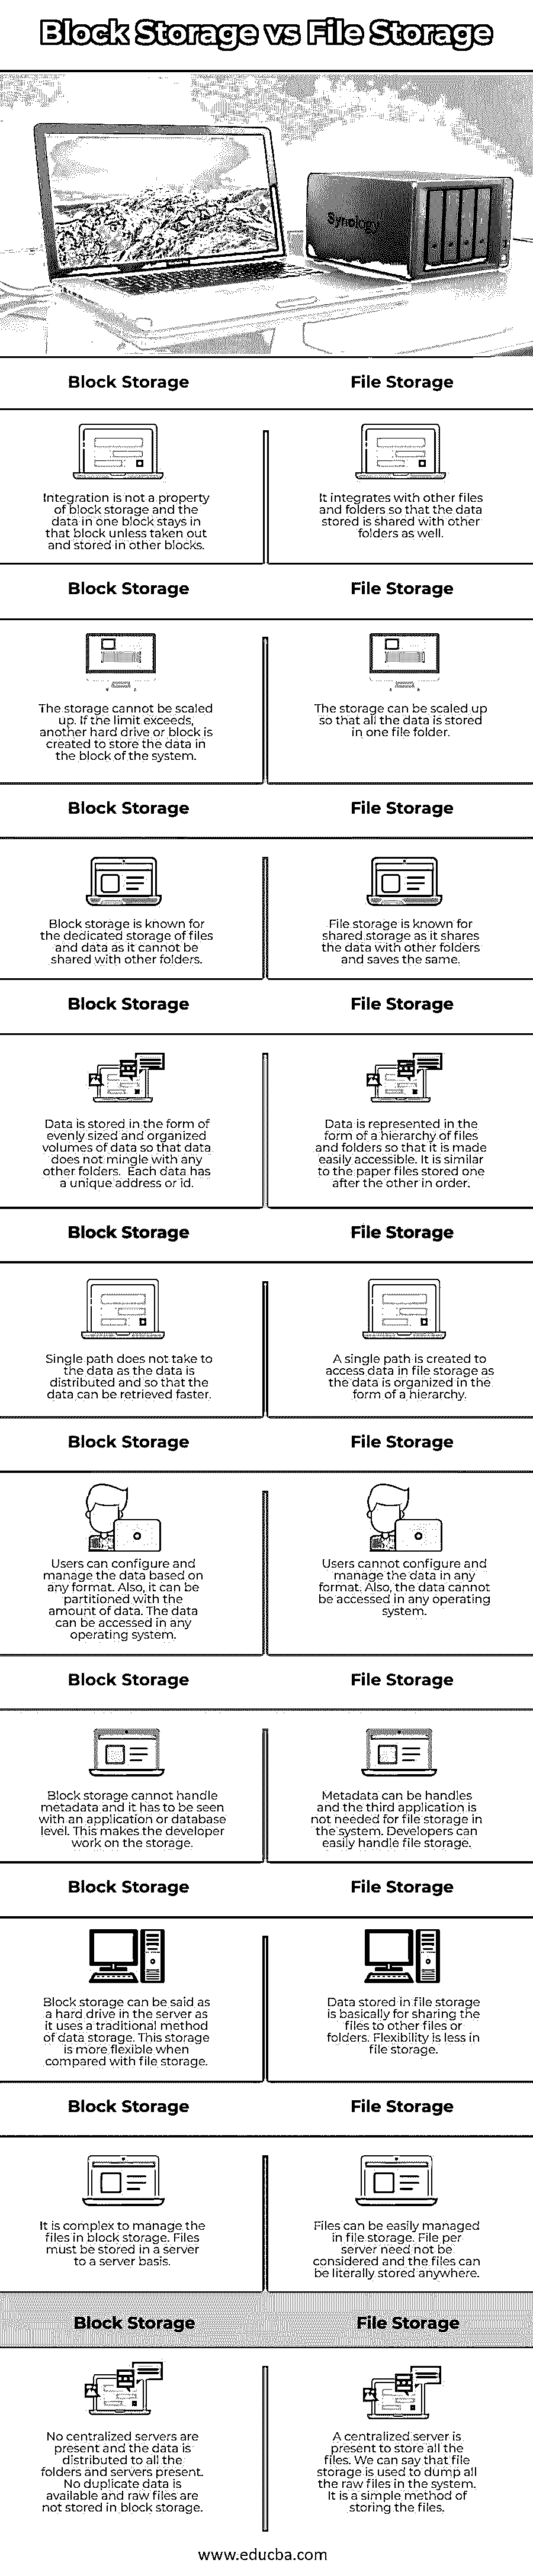 Block Storage vs File Storage
Synology
Block Storage
File Storage
Integration is not a property
of block storage and the
data in one block stays in
that block unless taken out
and stored in other blocks.
It integrates with other files
and folders so that the data
stored is shared with other
folders as well.
Block Storage
File Storage
The storage cannot be scaled
up. If the limit exceeds,
another hard drive or block is
created to store the data in
the block of the system.
The storage can be scaled up
so that all the data is stored
in one file folder.
Block Storage
File Storage
Block storage is known for
the dedicated storage of files
and data as it cannot be
shared with other folders.
File storage is known for
shared storage as it shares
the data with other folders
and saves the same.
Block Storage
File Storage
Data is stored in the form of
evenly sized and organized
volumes of data so that data
does not mingle with any
other folders. Each data has
a unique address or id.
Data is represented in the
form of a hierarchy of files
and folders so that it is made
easily accessible. It is similar
to the paper files stored one
after the other in order.
Block Storage
File Storage
Single path does not take to
the data as the data is
distributed and so that the
data can be retrieved faster.
A single path is created to
access data in file storage as
the data is organized in the
form of a hierarchy.
Block Storage
File Storage
Users can configure and
manage the data based on
any format. Also, it can be
partitioned with the
amount of data. The data
can be accessed in any
operating system.
Users cannot configure and
manage the data in any
format. Also, the data cannot
be accessed in any operating
system.
Block Storage
File Storage
Block storage cannot handle
metadata and it has to be seen
with an application or database
level. This makes the developer
work on the storage.
Metadata can be handles
and the third application is
not needed for file storage in
the system. Developers can
easily handle file storage.
Block Storage
File Storage
Block storage can be said as
a hard drive in the server as
it uses a traditional method
of data storage. This storage
is more flexible when
compared with file storage.
Data stored in file storage
is basically for sharing the
files to other files or
folders. Flexibility is less in
file storage.
Block Storage
File Storage
It is complex to manage the
files in block storage. Files
must be stored in a server
to a server basis.
Files can be easily managed
in file storage. File per
server need not be
considered and the files can
be literally stored anywhere.
Block Storage
File Storage
No centralized servers are
present and the data is
distributed to all the
folders and servers present.
No duplicate data is
available and raw files are
not stored in block storage.
A centralized server is
present to store all the
files. We can say that file
storage is used to dump all
the raw files in the system.
It is a simple method of
storing the files.
www.educba.com